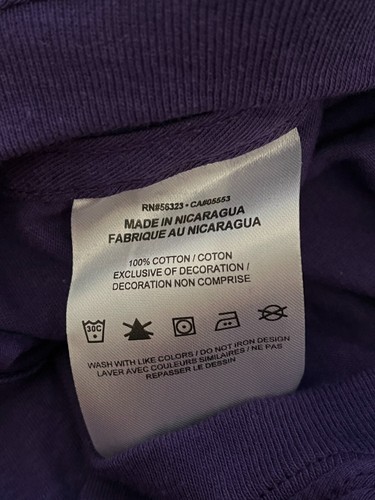 RN#56323 • CA#05553
MADE IN NICARAGUA
FABRIQUE AU NICARAGUA
100% COTTON / COTON
EXCLUSIVE OF DECORATION /
DECORATION NON COMPRISE
30C
WASH WITH LIKE COLORS / DO NOT IRON DESIGN
LAVER AVEC COULEURS SIMILAIRES / NE PAS
REPASSER LE DESSIN